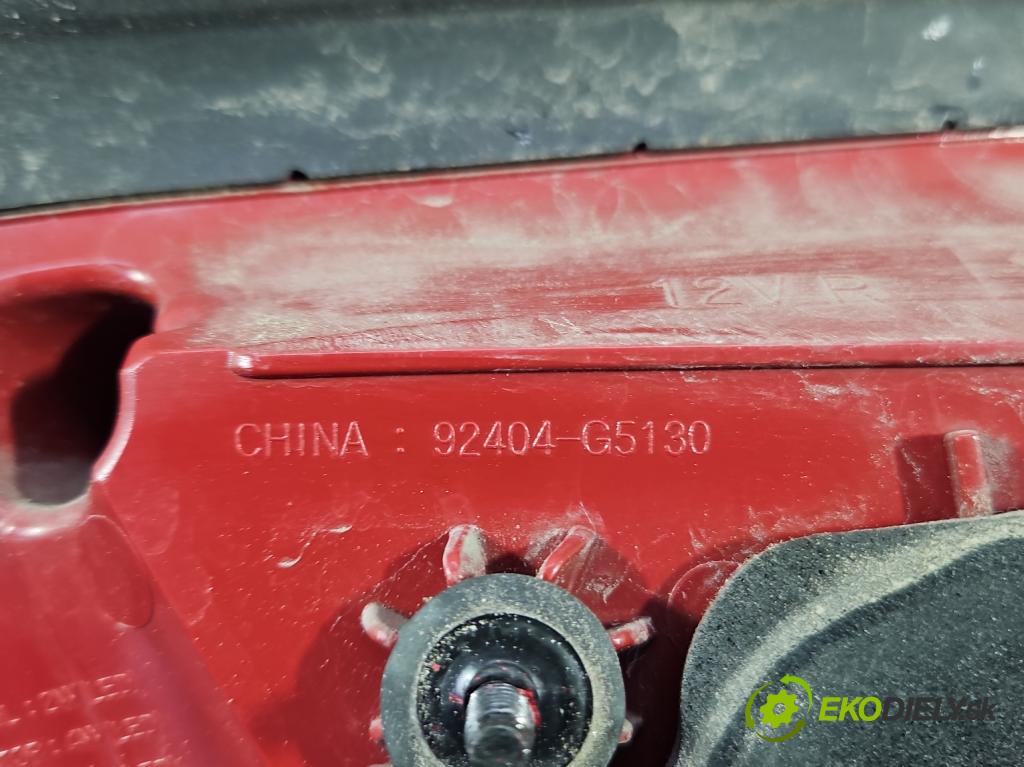 12V R
CHINA : 92404-G5130
EKODIELY.sk